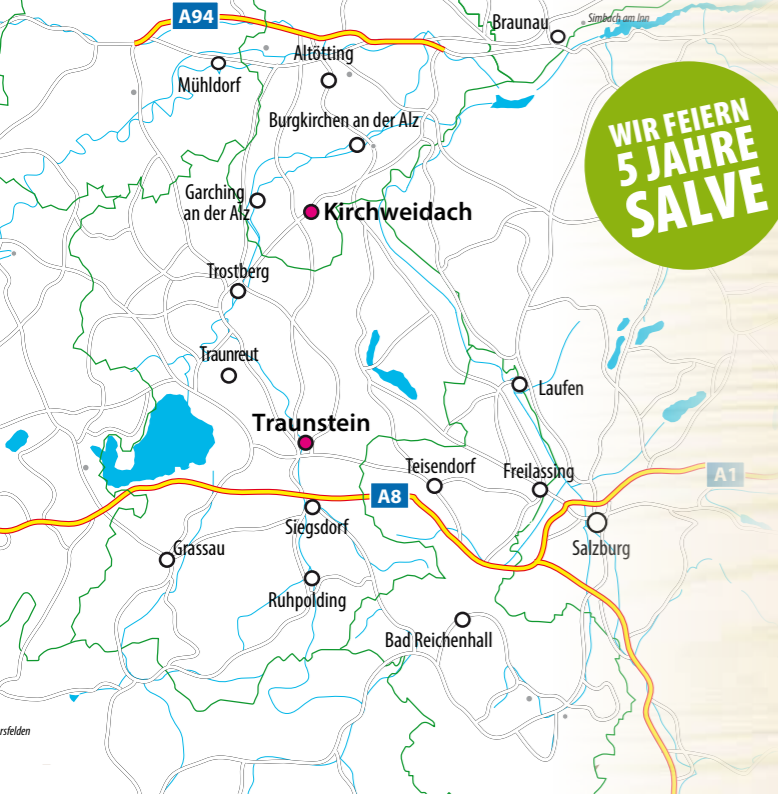 A94
Braunau
Simbach am Inn
Altötting
Mühldorf
Burgkirchen an der Alz
WIR FEIERN
5 JAHRE
SALVE
Garching
an der Alz
Kirchweidach
Trostberg
Traunreut
Laufen
Traunstein
Teisendorf
Freilassing
A1
A8
Siegsdorf
Salzburg
Grassau
Ruhpolding
Bad Reichenhall
rsfelden